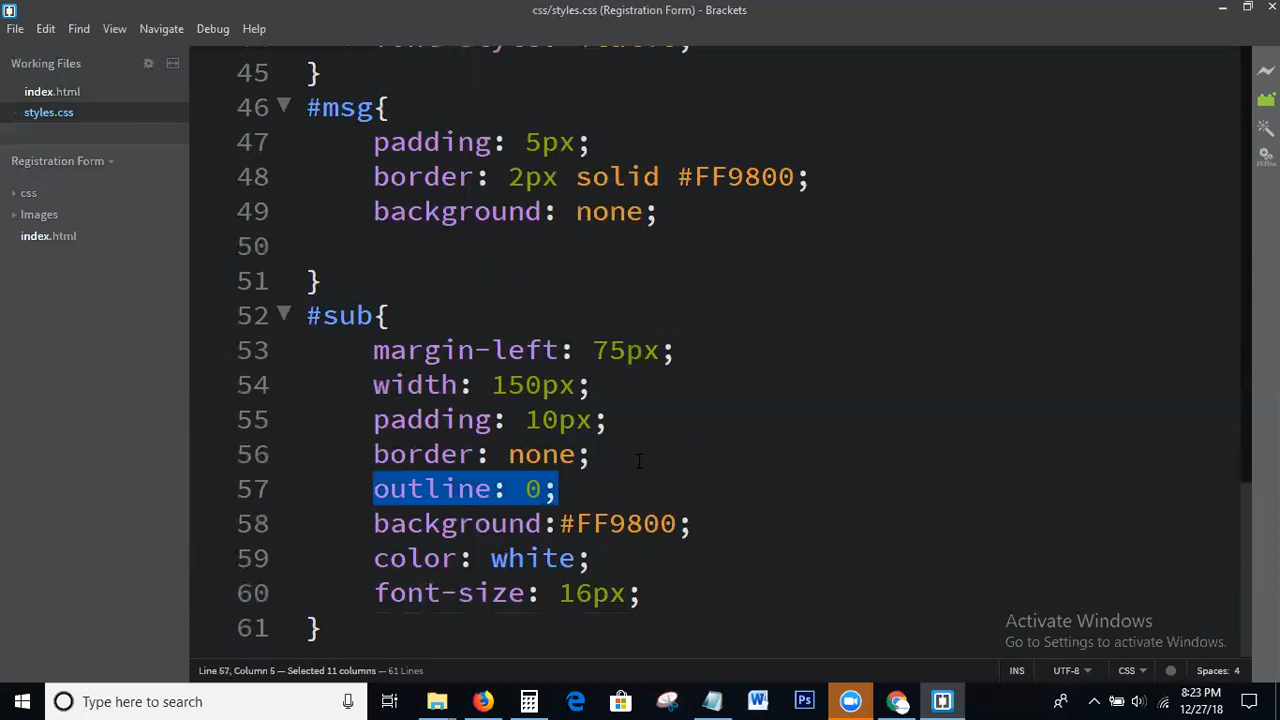 css/styles.css (Registration Form) - Brackets
File Edit Find View Navigate Debug Help
Working Files
index.html
styles.css
Registration Form
css
Images
index.html
45 }
46 #msg{
47 padding: 5px;
48 border: 2px solid #FF9800;
49 background: none;
50
51 }
52 #sub{
53 margin-left: 75px;
54 width: 150px;
55 padding: 10px;
56 border: none;
57 outline: 0;
58 background:#FF9800;
59 color: white;
60 font-size: 16px;
61 }
Activate Windows
Go to Settings to activate Windows.
Line 57, Column 5 — Selected 11 columns — 61 Lines
INS UTF-8 CSS Spaces: 4
Type here to search
8:23 PM
12/27/18